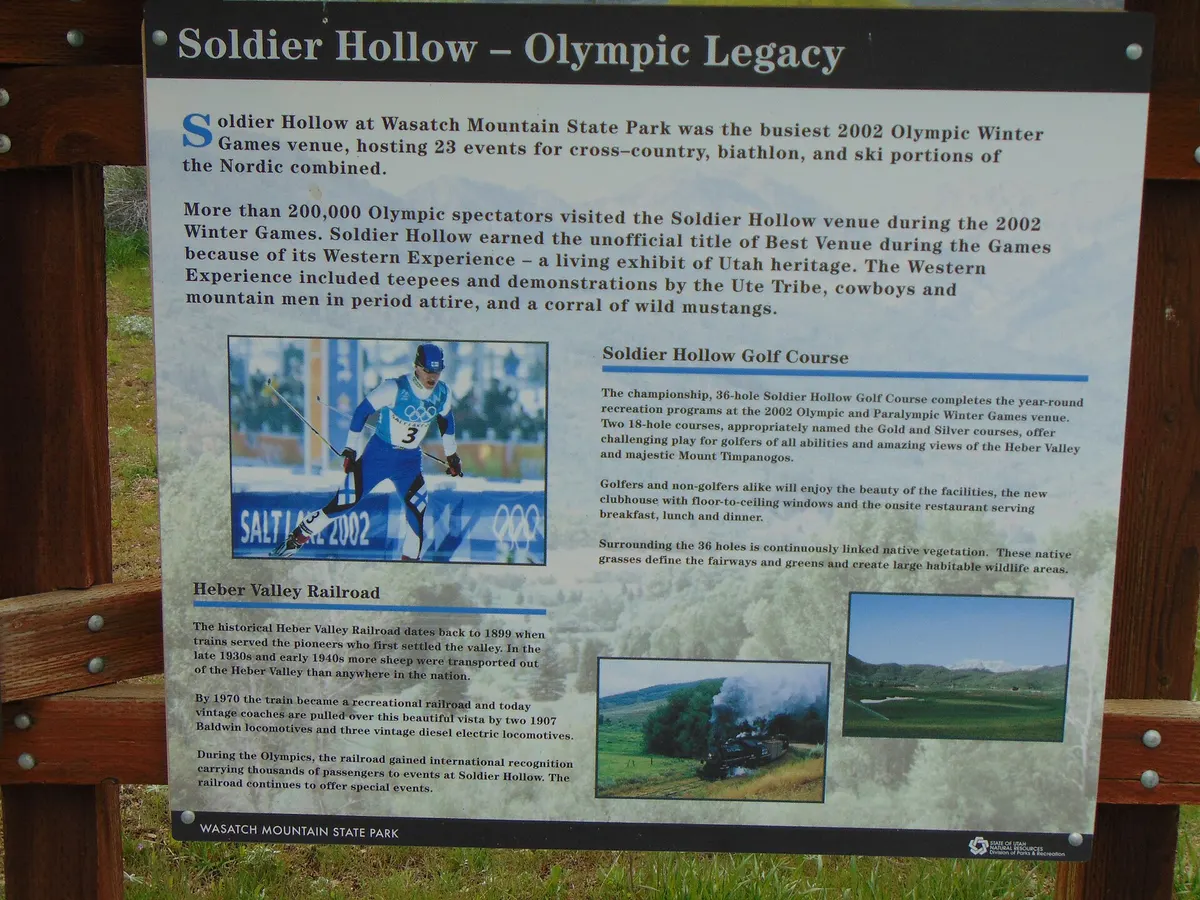 Soldier Hollow – Olympic Legacy
Soldier Hollow at Wasatch Mountain State Park was the busiest 2002 Olympic Winter
Games venue, hosting 23 events for cross–country, biathlon, and ski portions of
the Nordic combined.
More than 200,000 Olympic spectators visited the Soldier Hollow venue during the 2002
Winter Games. Soldier Hollow earned the unofficial title of Best Venue during the Games
because of its Western Experience – a living exhibit of Utah heritage. The Western
Experience included teepees and demonstrations by the Ute Tribe, cowboys and
mountain men in period attire, and a corral of wild mustangs.
3
SALT LAKE 2002
Heber Valley Railroad
The historical Heber Valley Railroad dates back to 1899 when
trains served the pioneers who first settled the valley. In the
late 1930s and early 1940s more sheep were transported out
of the Heber Valley than anywhere in the nation.
By 1970 the train became a recreational railroad and today
vintage coaches are pulled over this beautiful vista by two 1907
Baldwin locomotives and three vintage diesel electric locomotives.
During the Olympics, the railroad gained international recognition
carrying thousands of passengers to events at Soldier Hollow. The
railroad continues to offer special events.
Soldier Hollow Golf Course
The championship, 36-hole Soldier Hollow Golf Course completes the year-round
recreation programs at the 2002 Olympic and Paralympic Winter Games venue.
Two 18-hole courses, appropriately named the Gold and Silver courses, offer
challenging play for golfers of all abilities and amazing views of the Heber Valley
and majestic Mount Timpanogos.
Golfers and non-golfers alike will enjoy the beauty of the facilities, the new
clubhouse with floor-to-ceiling windows and the onsite restaurant serving
breakfast, lunch and dinner.
Surrounding the 36 holes is continuously linked native vegetation. These native
grasses define the fairways and greens and create large habitable wildlife areas.
WASATCH MOUNTAIN STATE PARK
STATE OF UTAH
NATURAL RESOURCES
Division of Parks & Recreation